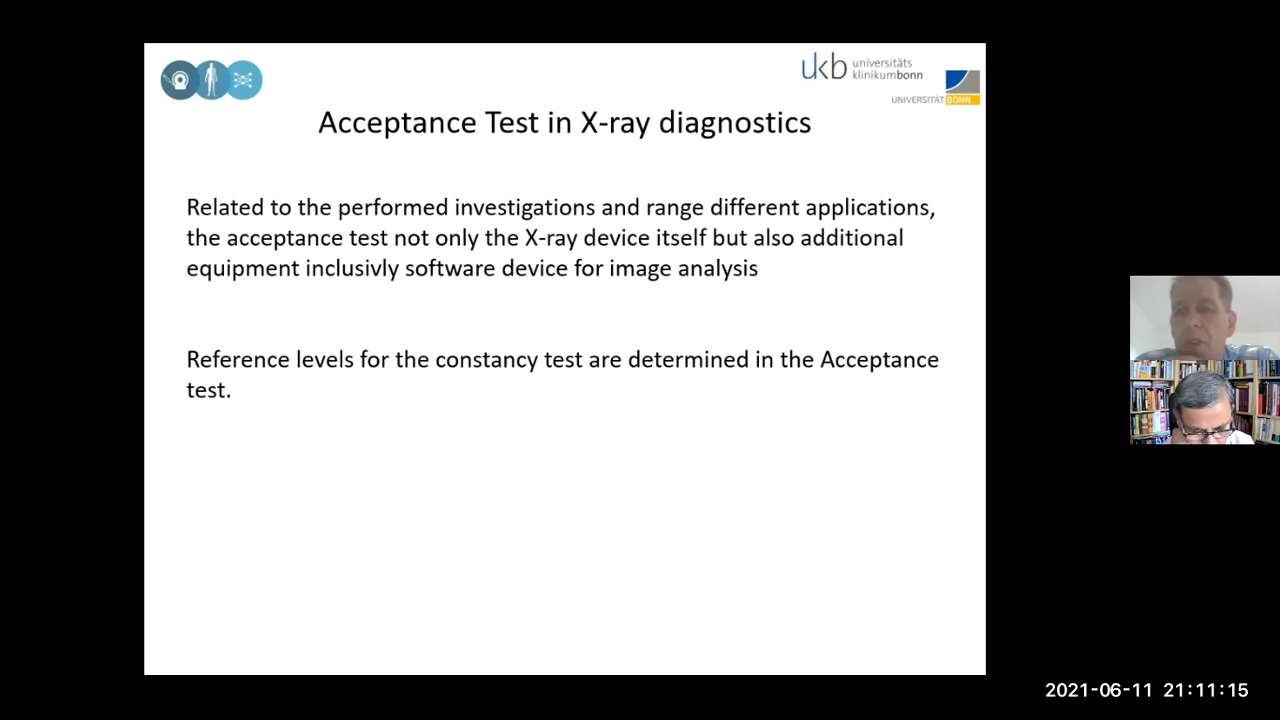 ukb universitäts
klinikumbonn
UNIVERSITÄT BONN
Acceptance Test in X-ray diagnostics
Related to the performed investigations and range different applications,
the acceptance test not only the X-ray device itself but also additional
equipment inclusivly software device for image analysis
Reference levels for the constancy test are determined in the Acceptance
test.
2021-06-11 21:11:15